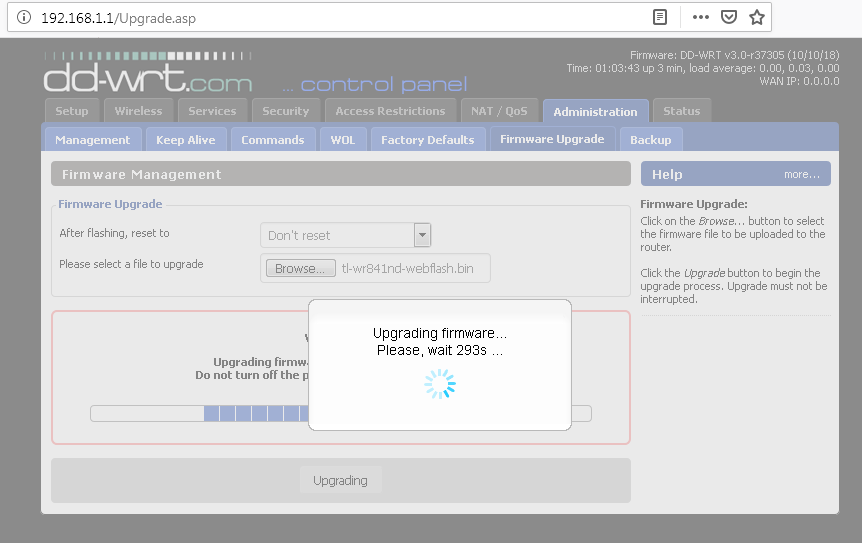 192.168.1.1/Upgrade.asp
Firmware: DD-WRT v3.0-r37305 (10/10/18)
Time: 01:03:43 up 3 min, load average: 0.00, 0.03, 0.00
WAN IP: 0.0.0.0
dd-wrt.com ... control panel
Setup Wireless Services Security Access Restrictions NAT / QoS Administration Status
Management Keep Alive Commands WOL Factory Defaults Firmware Upgrade Backup
Firmware Management
Firmware Upgrade
After flashing, reset to Don't reset
Please select a file to upgrade Browse... tl-wr841nd-webflash.bin
Upgrading firmw
Do not turn off the p
Upgrading firmware...
Please, wait 293s ...
Upgrading
Help more...
Firmware Upgrade:
Click on the Browse... button to select
the firmware file to be uploaded to the
router.
Click the Upgrade button to begin the
upgrade process. Upgrade must not be
interrupted.